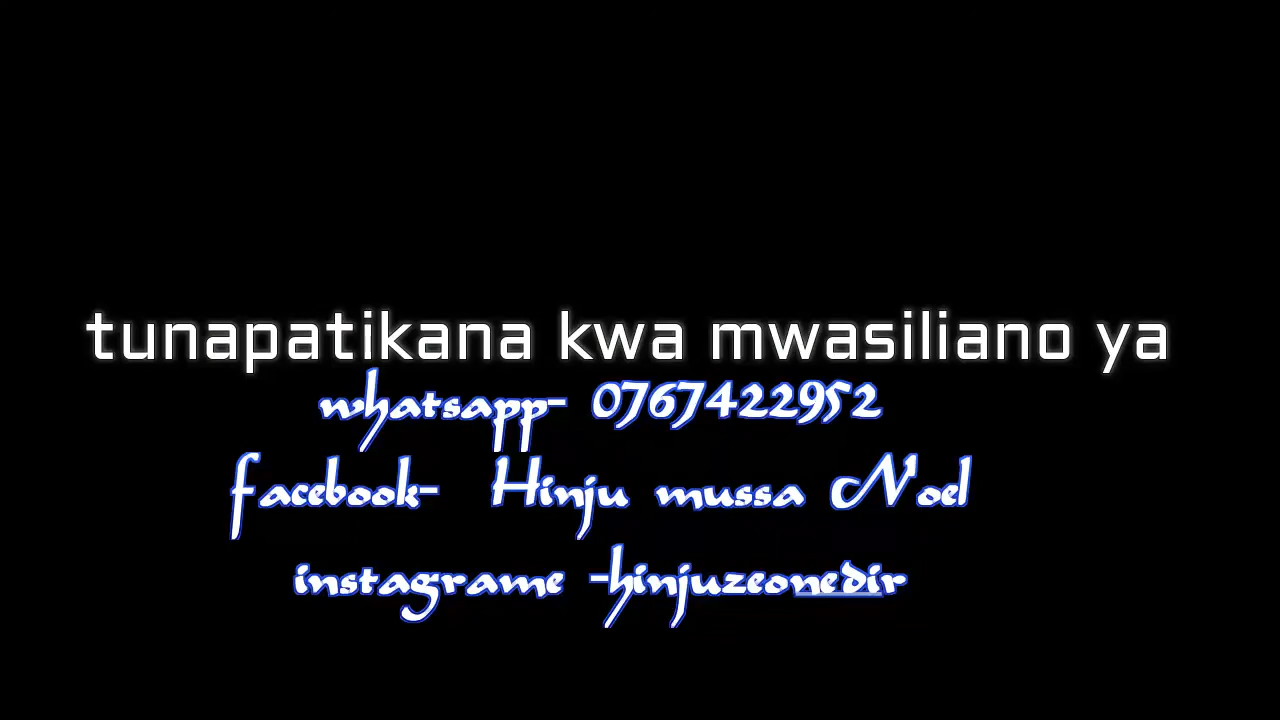 tunapatikana kwa mwasiliano ya
whatsapp- 0767422952
facebook- Hinju mussa Noel
instagrame -hinjuzeonedir